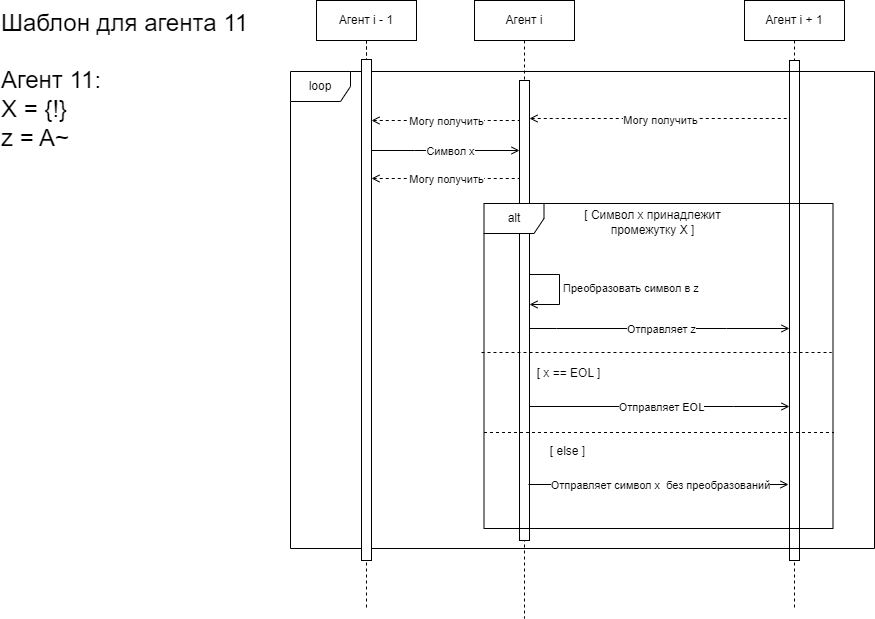 Шаблон для агента 11
Агент 11:
X = {!}
z = A~
Агент i - 1
Агент i
Агент i + 1
loop
Могу получить
Могу получить
Символ x
Могу получить
alt
[ Символ x принадлежит
промежутку X ]
Преобразовать символ в z
Отправляет z
[ x == EOL ]
Отправляет EOL
[ else ]
Отправляет символ x без преобразований